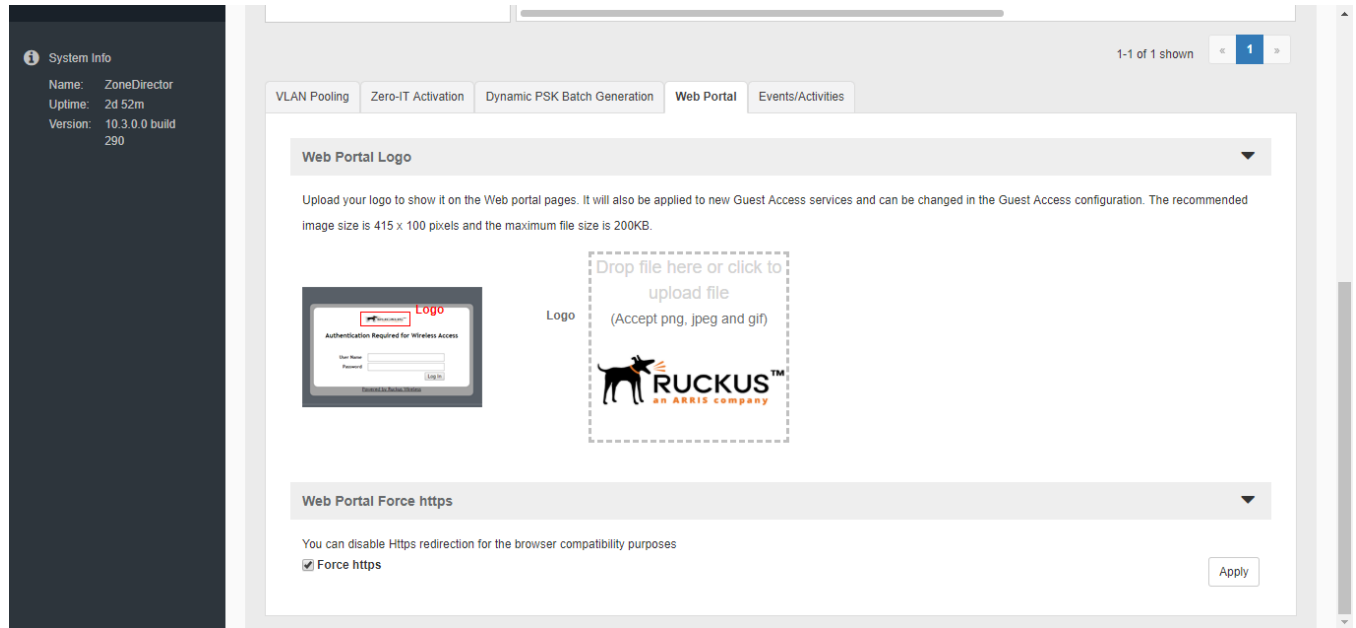 System Info
Name: ZoneDirector
Uptime: 2d 52m
Version: 10.3.0.0 build
290
1-1 of 1 shown « 1 »
VLAN Pooling Zero-IT Activation Dynamic PSK Batch Generation Web Portal Events/Activities
Web Portal Logo
Upload your logo to show it on the Web portal pages. It will also be applied to new Guest Access services and can be changed in the Guest Access configuration. The recommended
image size is 415 x 100 pixels and the maximum file size is 200KB.
Logo
Authentication Required for Wireless Access
User Name
Password
Log In
Powered by Ruckus Wireless
Logo
Drop file here or click to
upload file
(Accept png, jpeg and gif)
RUCKUS™
an ARRIS company
Web Portal Force https
You can disable Https redirection for the browser compatibility purposes
Force https
Apply